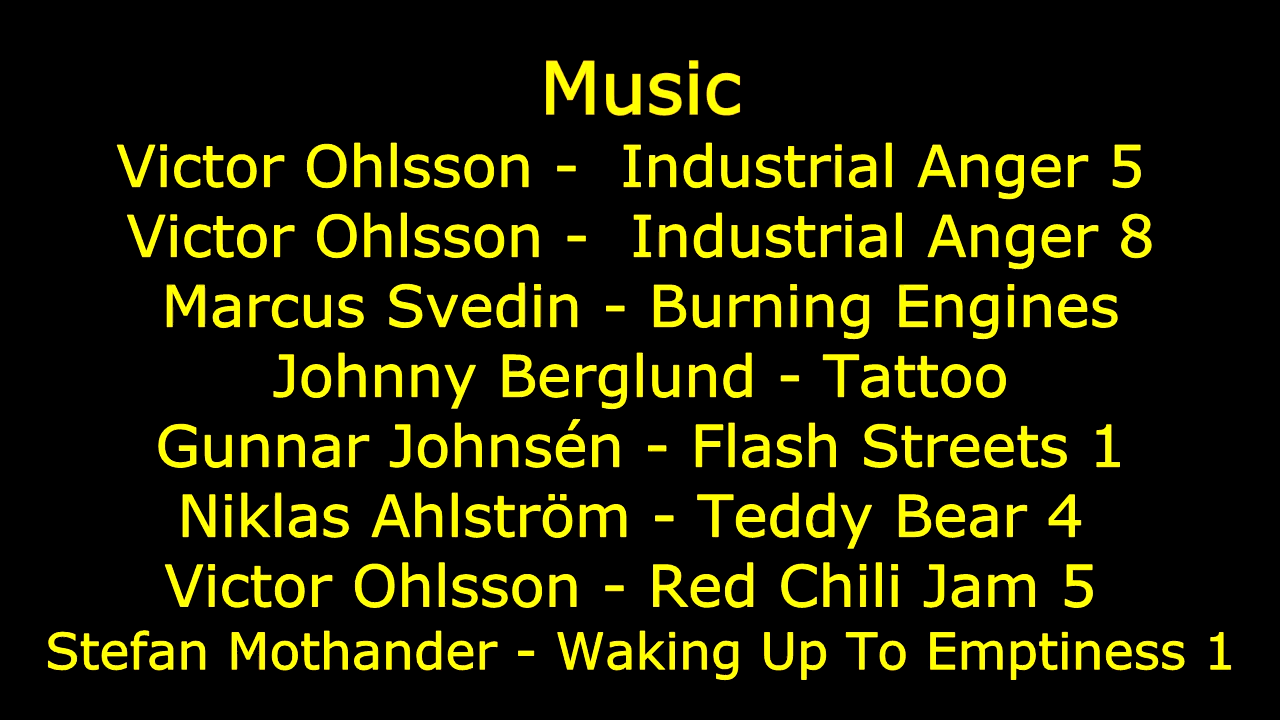 Music
Victor Ohlsson -  Industrial Anger 5
Victor Ohlsson -  Industrial Anger 8
Marcus Svedin - Burning Engines
Johnny Berglund - Tattoo
Gunnar Johnsén - Flash Streets 1
Niklas Ahlström - Teddy Bear 4
Victor Ohlsson - Red Chili Jam 5
Stefan Mothander - Waking Up To Emptiness 1